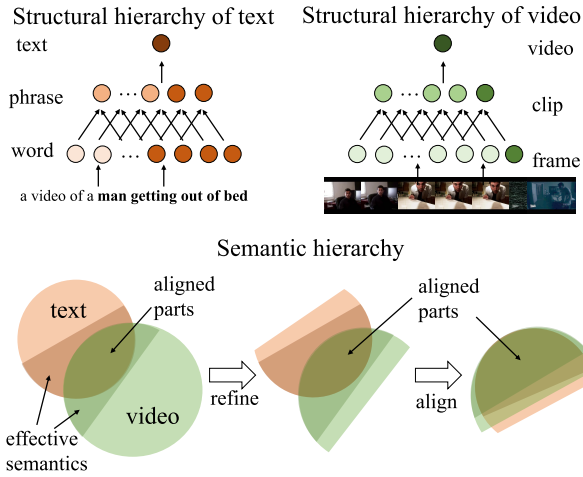 Structural hierarchy of text
text
phrase
...
word
...
a video of a man getting out of bed
Structural hierarchy of video
video
...
clip
...
frame
Semantic hierarchy
text
aligned
parts
video
effective
semantics
refine
aligned
parts
align